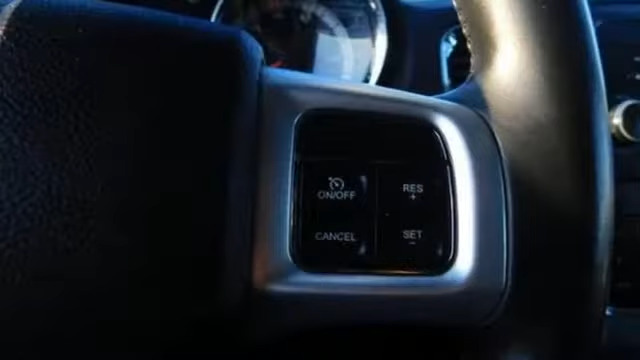 ON/OFF
RES
+
CANCEL
SET
-